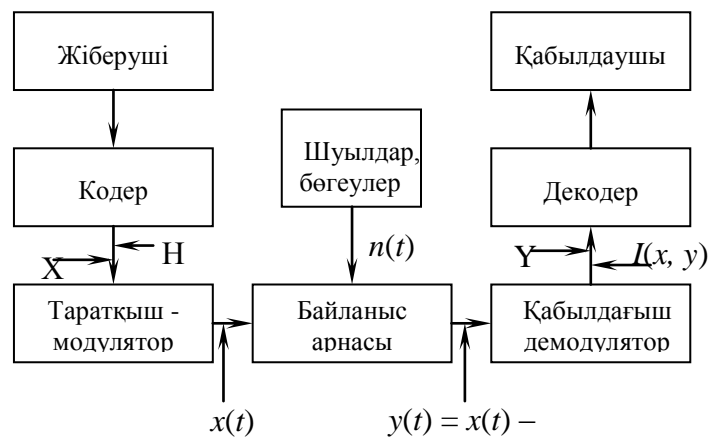 Жіберуші
Қабылдаушы
Шуылдар,
бөгеулер
Кодер
Декодер
X
H
n(t)
Y
I(x, y)
Таратқыш -
модулятор
Байланыс
арнасы
Қабылдағыш
демодулятор
x(t)
y(t) = x(t) –